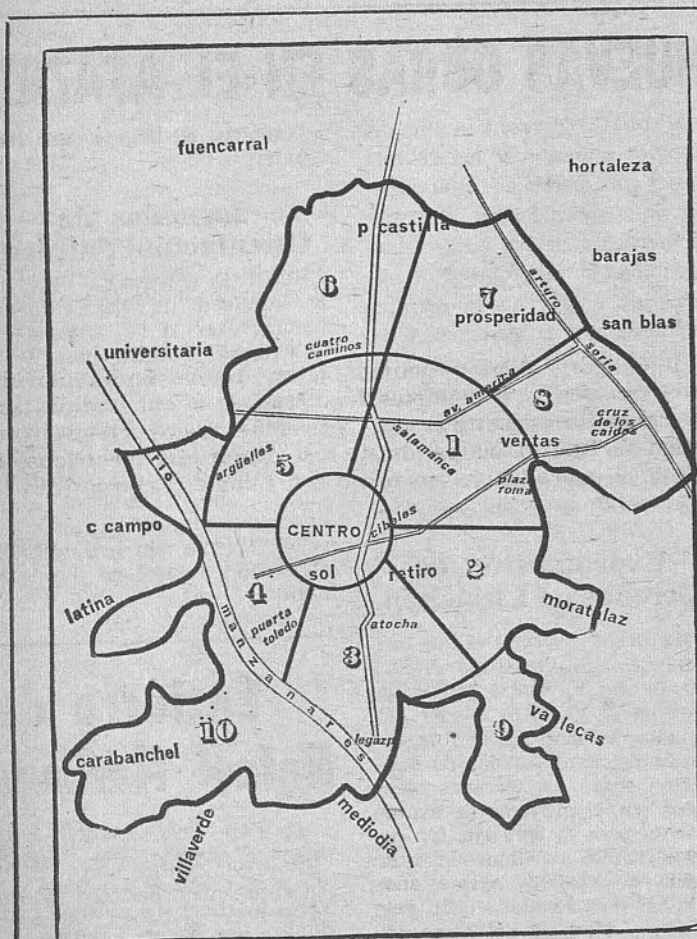 fuencarral
hortaleza
p castilla
barajas
6
7
arturo
prosperidad
san blas
cuatro
caminos
universitaria
soria
av. america
8
cruz
de los
caidos
1
salamanca
ventas
argüelles
5
rio
plaza
roma
c campo
CENTRO
cibeles
sol
retiro
2
4
latina
moratalaz
puerta
toledo
atocha
manzanares
3
10
9
vallecas
legazpi
carabanchel
mediodia
villaverde